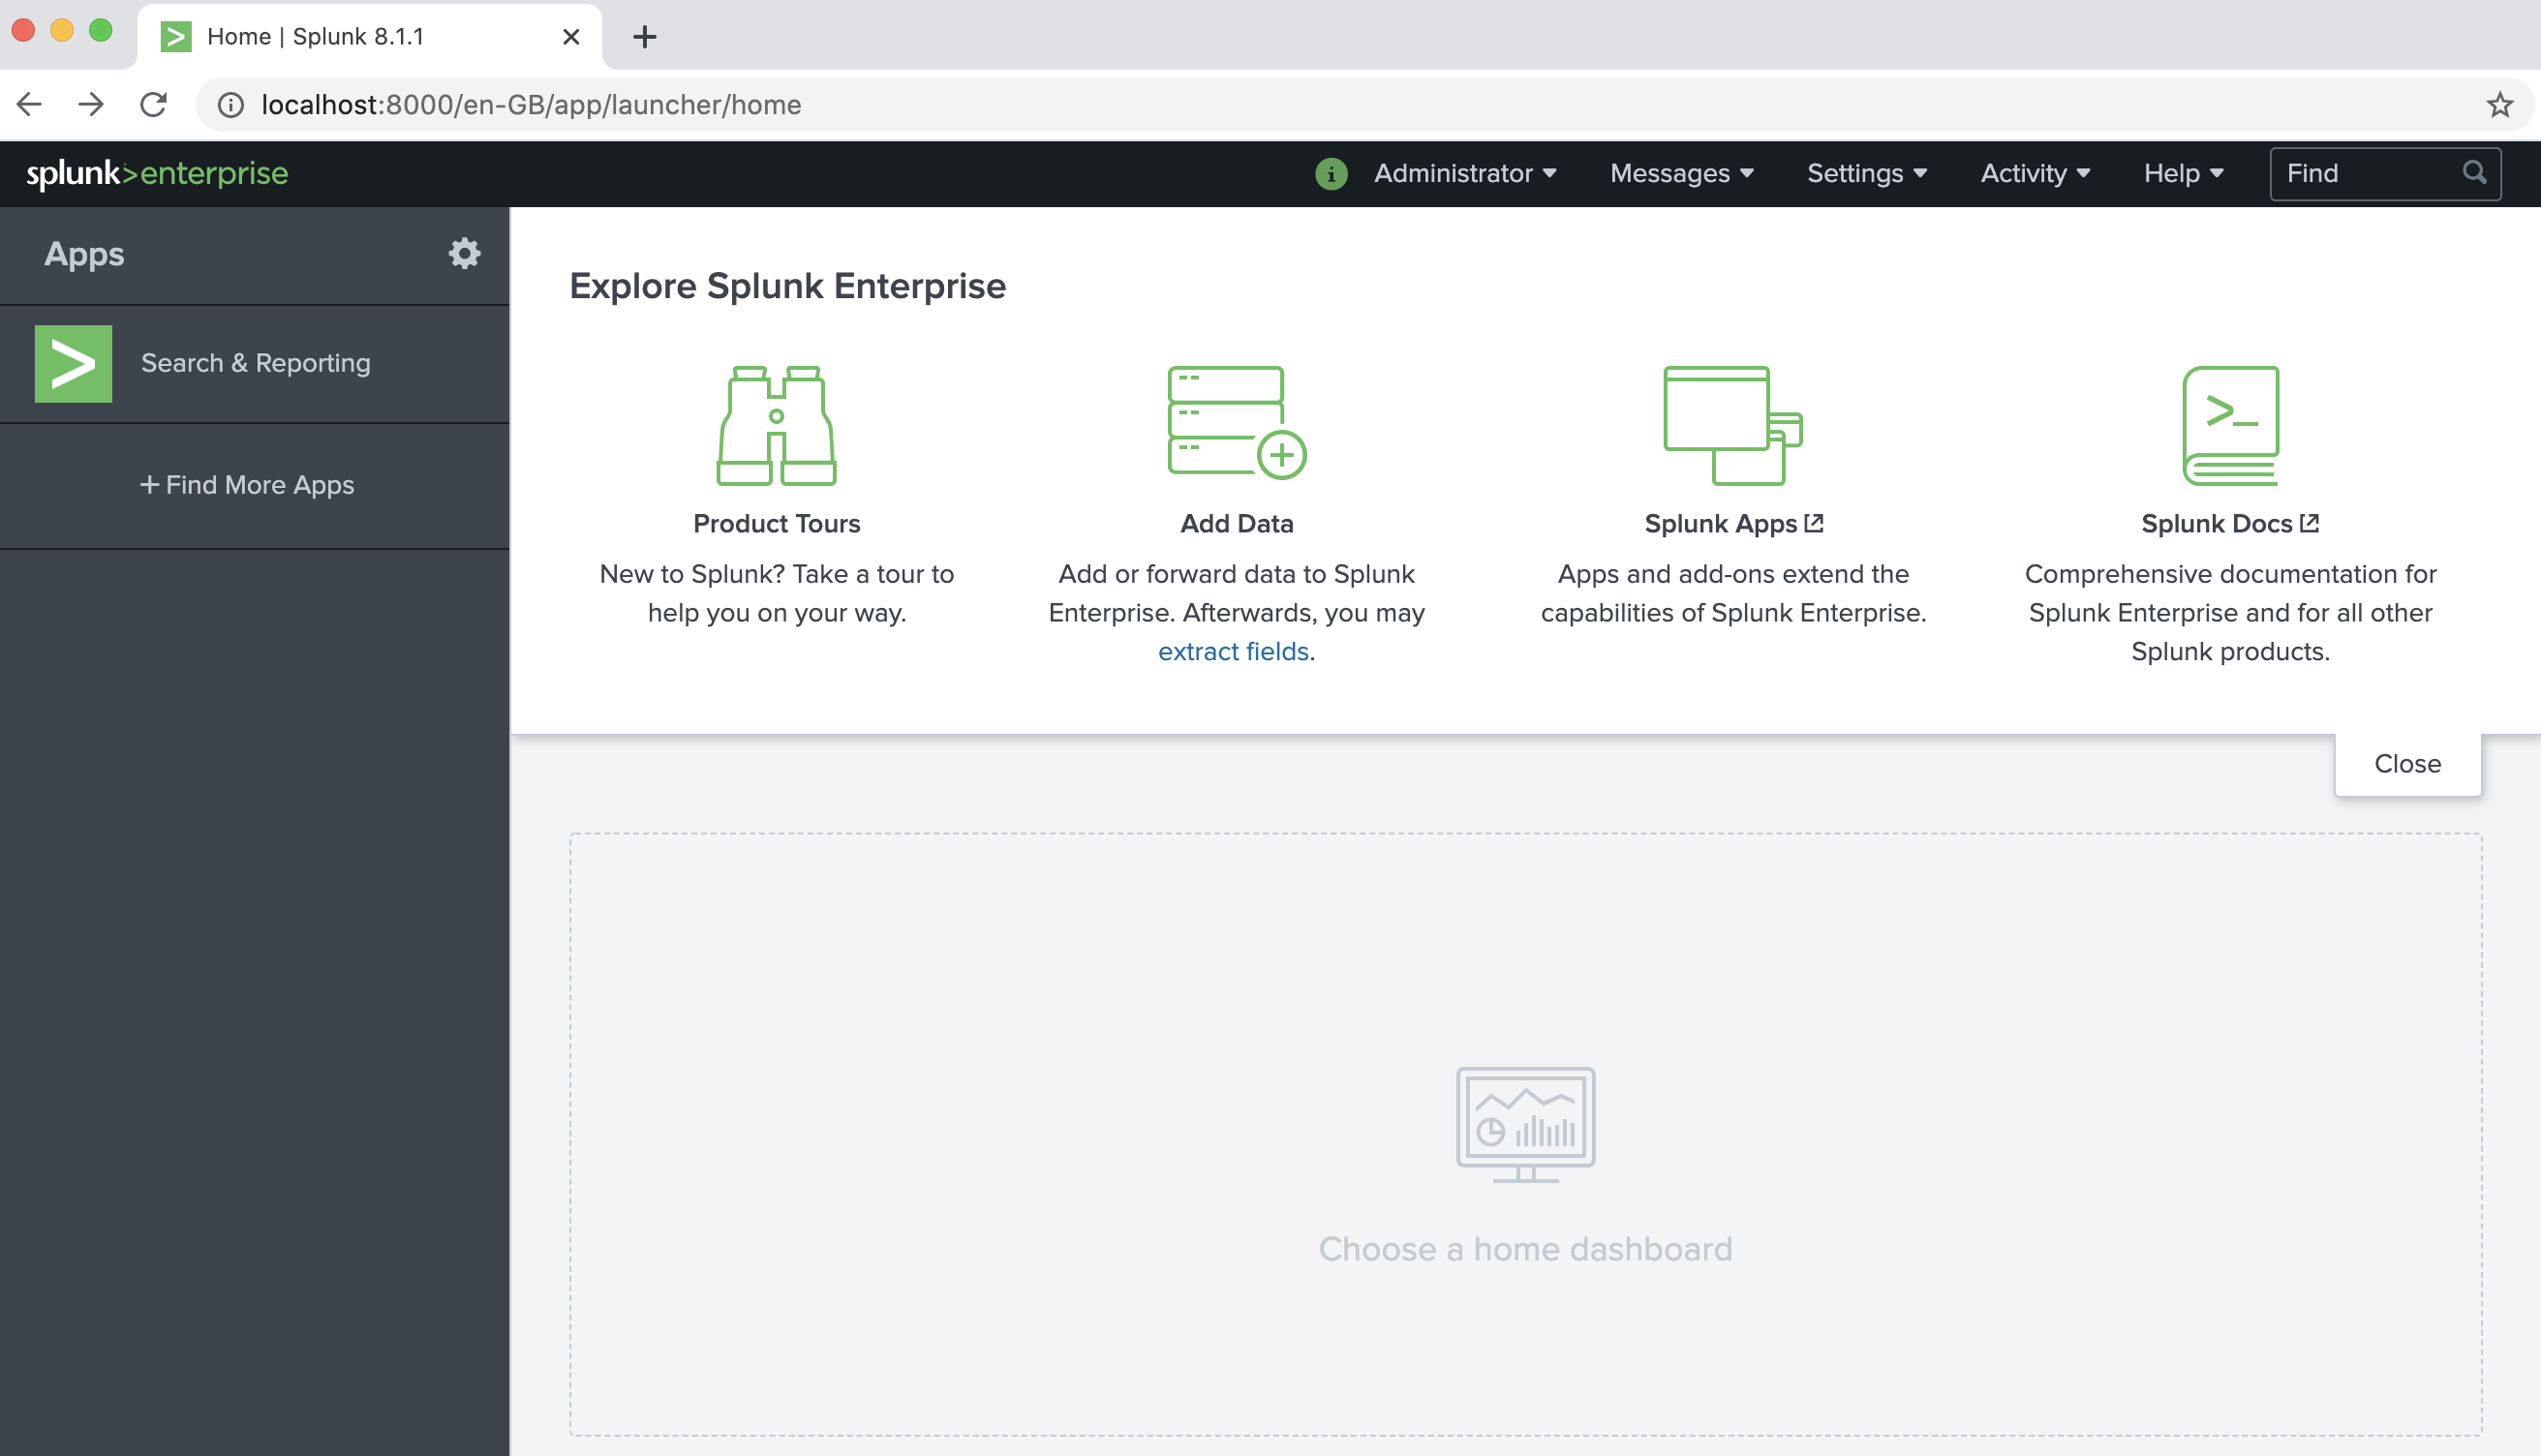 Home | Splunk 8.1.1
localhost:8000/en-GB/app/launcher/home
splunk>enterprise
i Administrator Messages Settings Activity Help Find
Apps
Search & Reporting
+ Find More Apps
Explore Splunk Enterprise
Product Tours
New to Splunk? Take a tour to
help you on your way.
Add Data
Add or forward data to Splunk
Enterprise. Afterwards, you may
extract fields.
Splunk Apps
Apps and add-ons extend the
capabilities of Splunk Enterprise.
Splunk Docs
Comprehensive documentation for
Splunk Enterprise and for all other
Splunk products.
Close
Choose a home dashboard